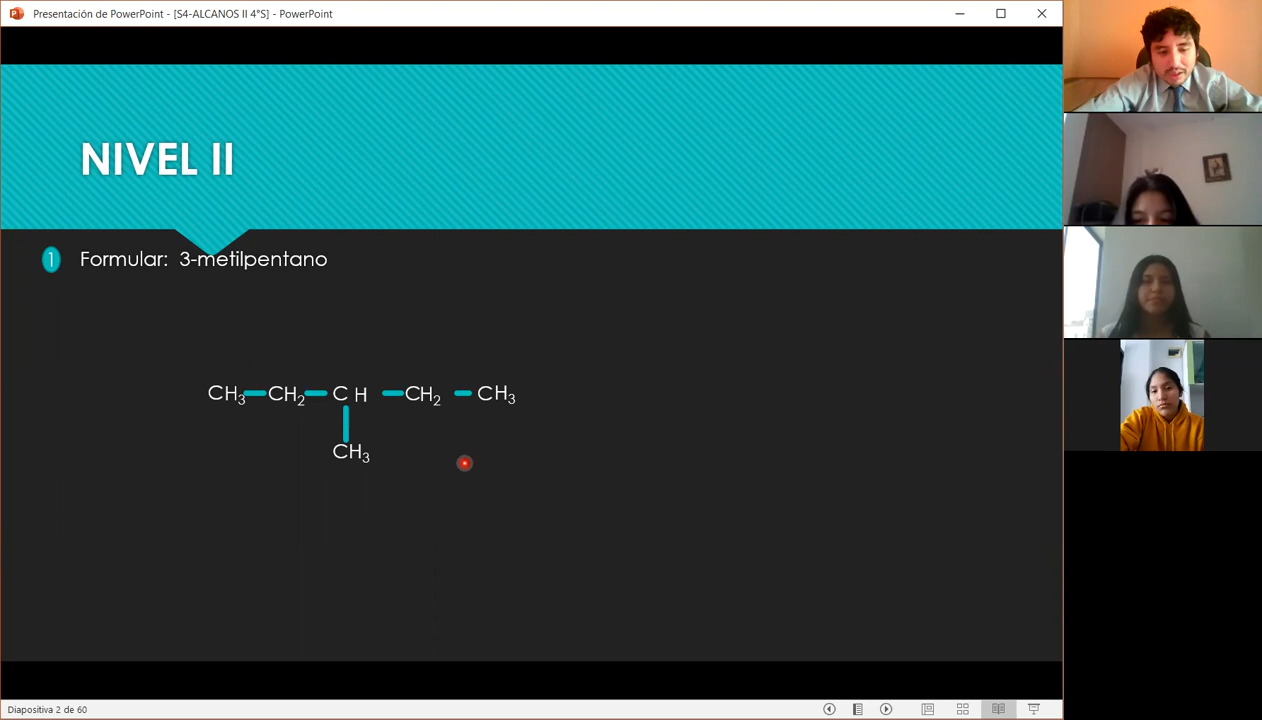 Presentación de PowerPoint - [S4-ALCANOS II 4°S] - PowerPoint
NIVEL II
1 Formular: 3-metilpentano
CH₃ CH₂ C H CH₂ CH₃
CH₃
Diapositiva 2 de 60